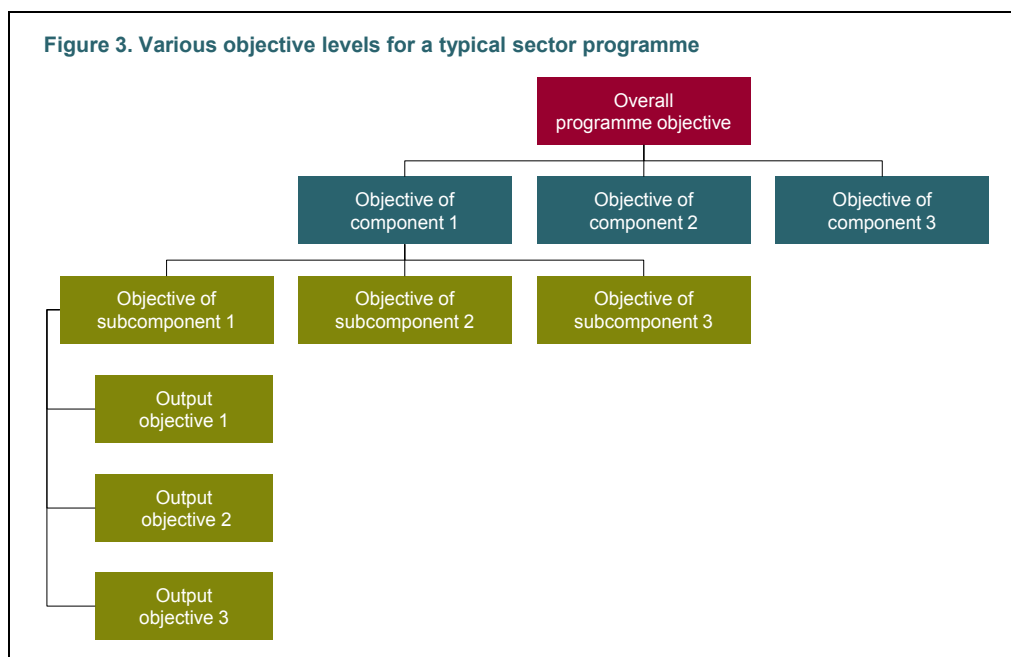 Figure 3. Various objective levels for a typical sector programme
Overall
programme objective
Objective of
component 1
Objective of
component 2
Objective of
component 3
Objective of
subcomponent 1
Objective of
subcomponent 2
Objective of
subcomponent 3
Output
objective 1
Output
objective 2
Output
objective 3